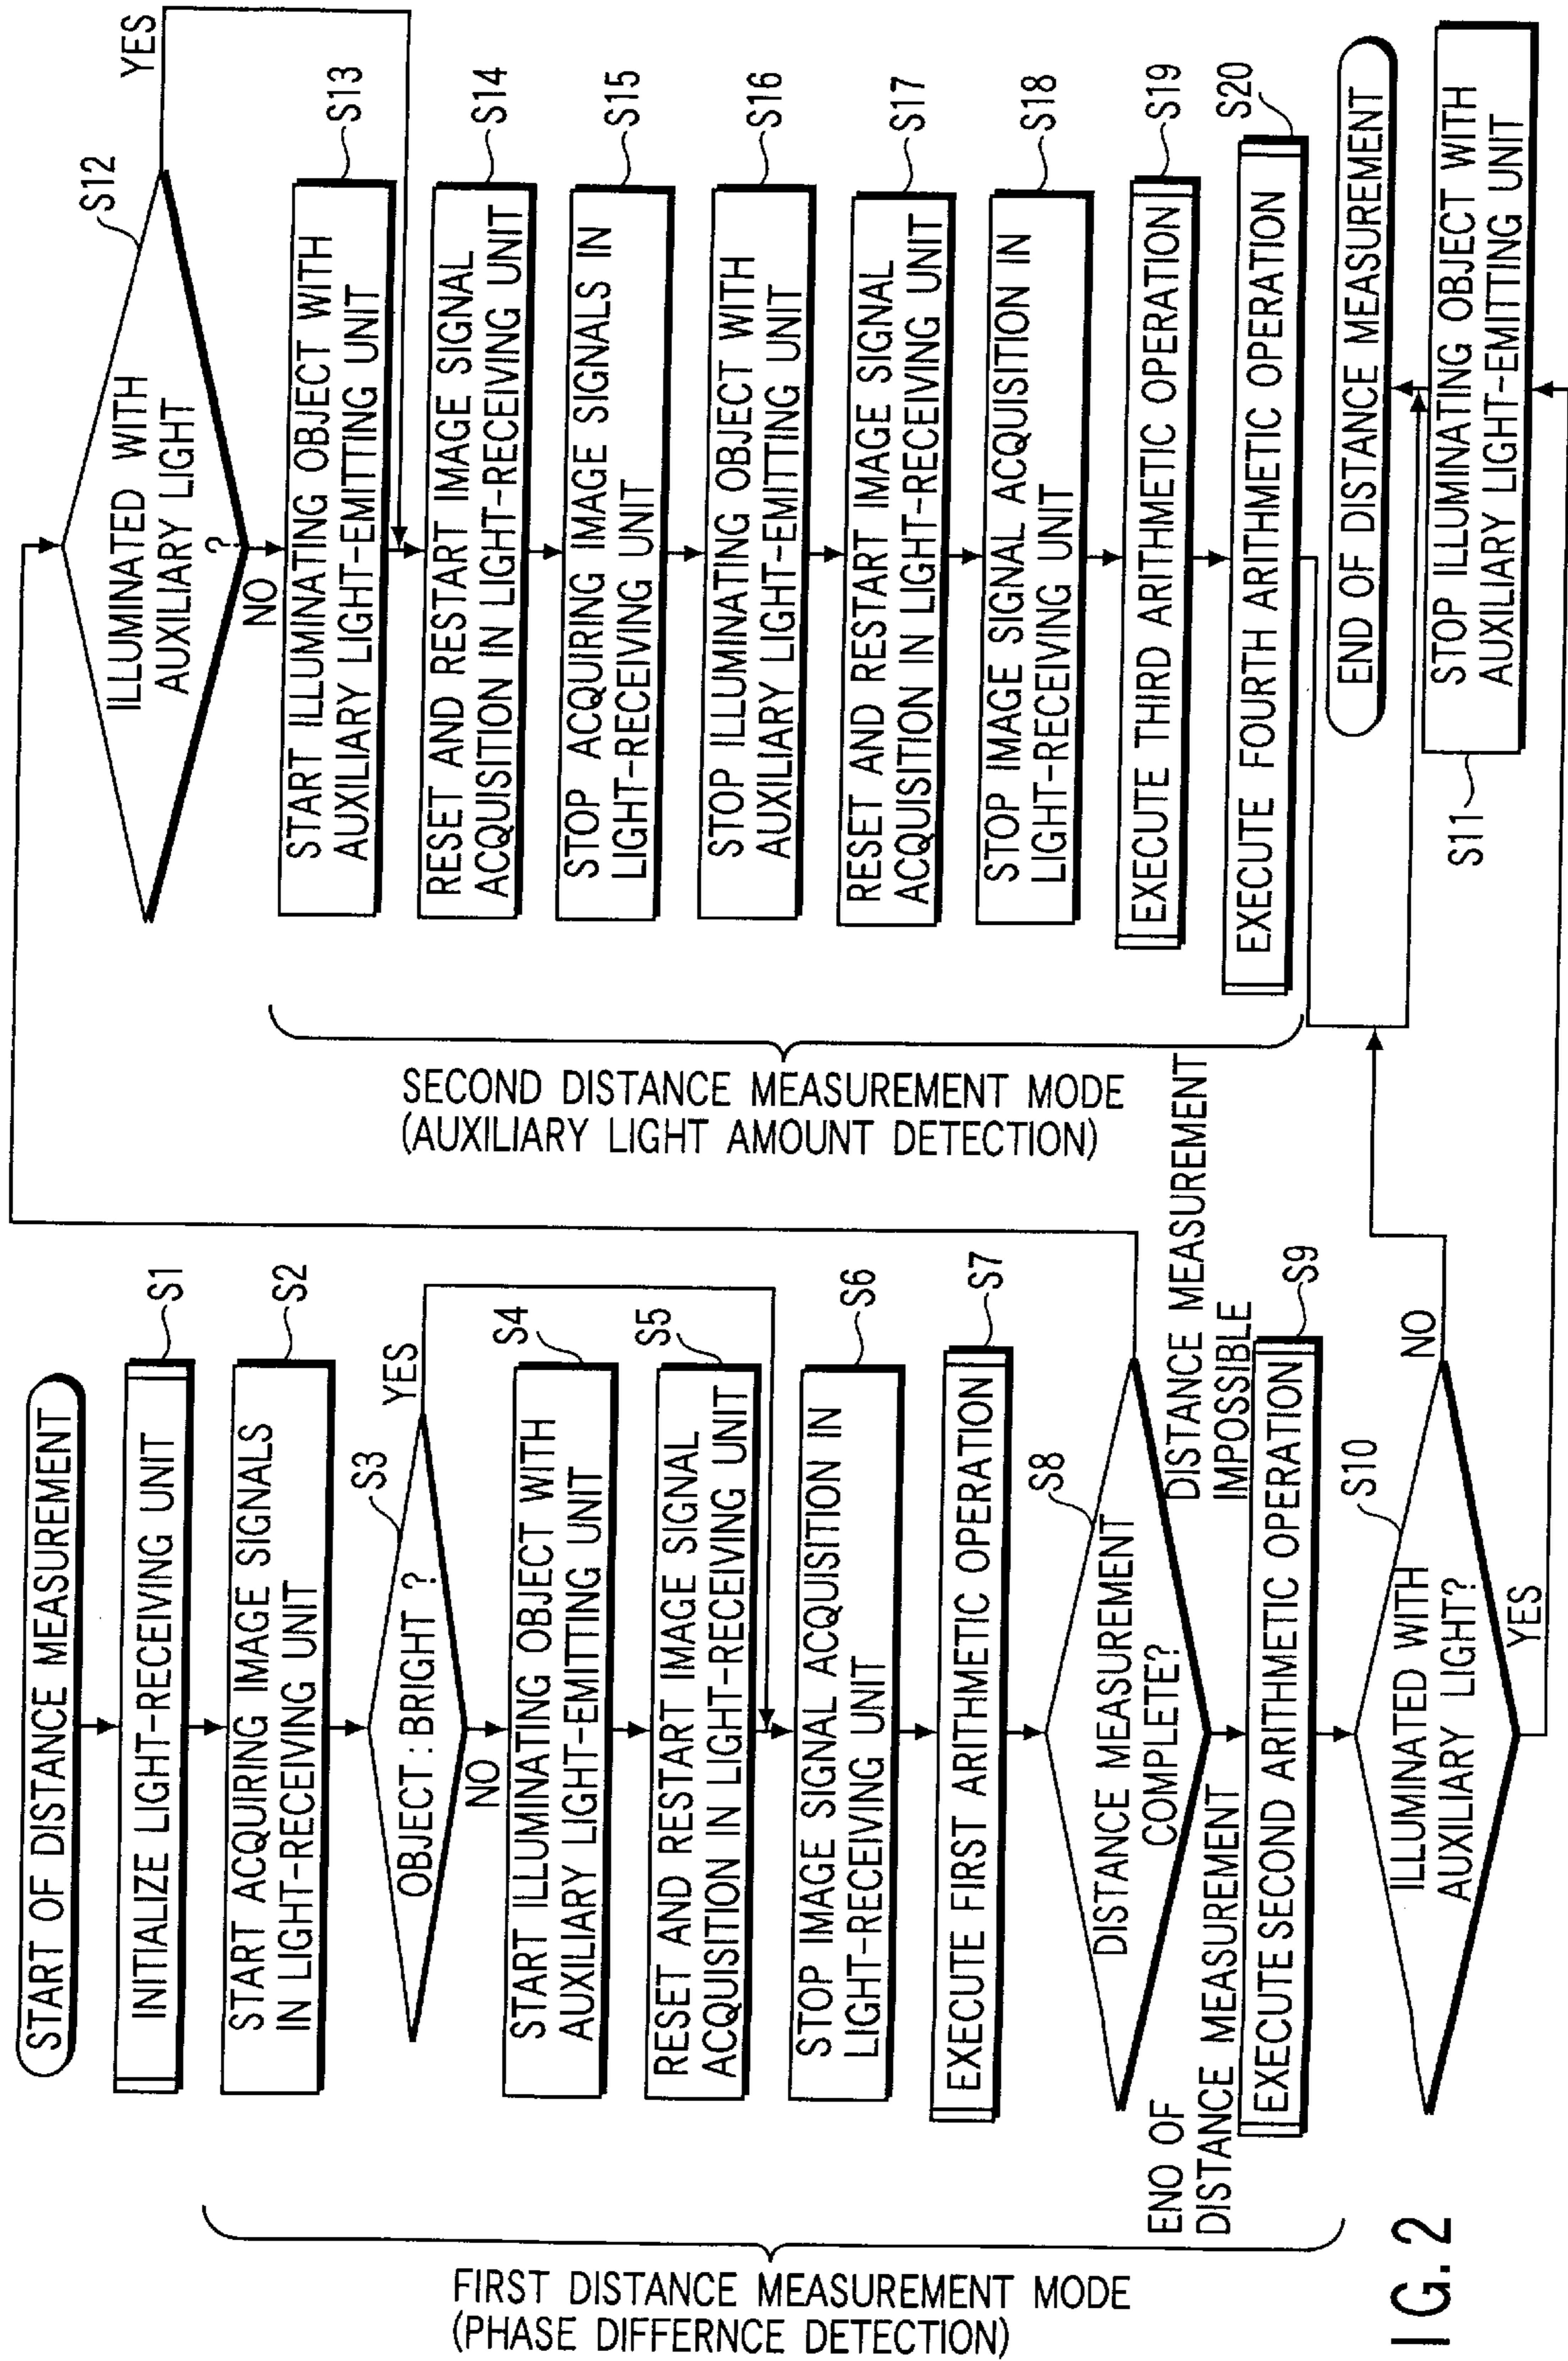 START OF DISTANCE MEASUREMENT
INITIALIZE LIGHT-RECEIVING UNIT
S1
START ACQUIRING IMAGE SIGNALS
IN LIGHT-RECEIVING UNIT
S2
OBJECT : BRIGHT ?
S3
YES
NO
START ILLUMINATING OBJECT WITH
AUXILIARY LIGHT-EMITTING UNIT
S4
RESET AND RESTART IMAGE SIGNAL
ACQUISITION IN LIGHT-RECEIVING UNIT
S5
STOP IMAGE SIGNAL ACQUISITION IN
LIGHT-RECEIVING UNIT
S6
EXECUTE FIRST ARITHMETIC OPERATION
S7
DISTANCE MEASUREMENT
COMPLETE?
S8
DISTANCE MEASUREMENT
IMPOSSIBLE
ENO OF
DISTANCE MEASUREMENT
EXECUTE SECOND ARITHMETIC OPERATION
S9
ILLUMINATED WITH
AUXILIARY LIGHT?
S10
NO
YES
FIRST DISTANCE MEASUREMENT MODE
(PHASE DIFFERNCE DETECTION)
ILLUMINATED WITH
AUXILIARY LIGHT
?
S12
YES
NO
START ILLUMINATING OBJECT WITH
AUXILIARY LIGHT-EMITTING UNIT
S13
RESET AND RESTART IMAGE SIGNAL
ACQUISITION IN LIGHT-RECEIVING UNIT
S14
STOP ACQUIRING IMAGE SIGNALS IN
LIGHT-RECEIVING UNIT
S15
STOP ILLUMINATING OBJECT WITH
AUXILIARY LIGHT-EMITTING UNIT
S16
RESET AND RESTART IMAGE SIGNAL
ACQUISITION IN LIGHT-RECEIVING UNIT
S17
STOP IMAGE SIGNAL ACQUISITION IN
LIGHT-RECEIVING UNIT
S18
EXECUTE THIRD ARITHMETIC OPERATION
S19
EXECUTE FOURTH ARITHMETIC OPERATION
S20
SECOND DISTANCE MEASUREMENT MODE
(AUXILIARY LIGHT AMOUNT DETECTION)
END OF DISTANCE MEASUREMENT
STOP ILLUMINATING OBJECT WITH
AUXILIARY LIGHT-EMITTING UNIT
S11
IG. 2